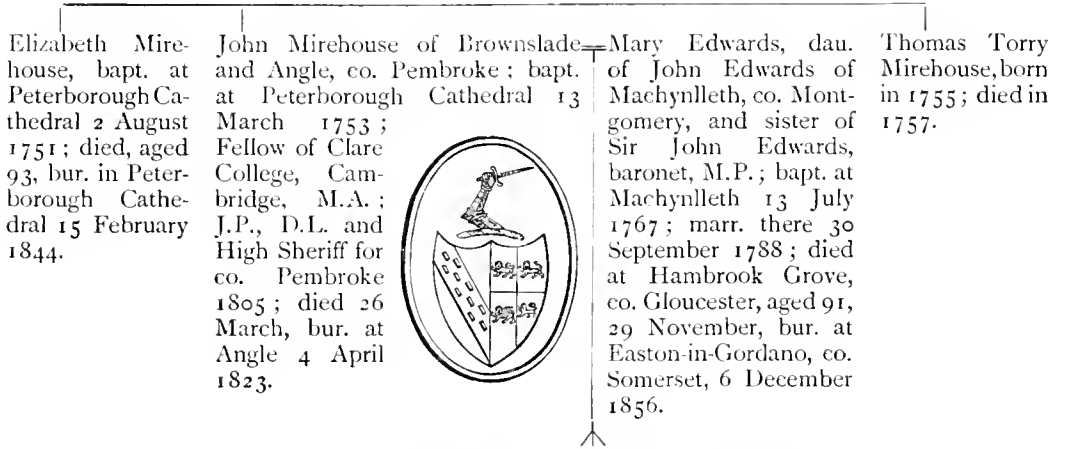 Elizabeth Mire-
house, bapt. at
Peterborough Ca-
thedral 2 August
1751 ; died, aged
93, bur. in Peter-
borough Cathe-
dral 15 February
1844.
John Mirehouse of Brownslade
and Angle, co. Pembroke ; bapt.
at Peterborough Cathedral 13
March 1753 ;
Fellow of Clare
College, Cam-
bridge, M.A. ;
J.P., D.L. and
High Sheriff for
co. Pembroke
1805 ; died 26
March, bur. at
Angle 4 April
1823.
Mary Edwards, dau.
of John Edwards of
Machynlleth, co. Mont-
gomery, and sister of
Sir John Edwards,
baronet, M.P. ; bapt. at
Machynlleth 13 July
1767 ; marr. there 30
September 1788 ; died
at Hambrook Grove,
co. Gloucester, aged 91,
29 November, bur. at
Easton-in-Gordano, co.
Somerset, 6 December
1856.
Thomas Torry
Mirehouse, born
in 1755 ; died in
1757.